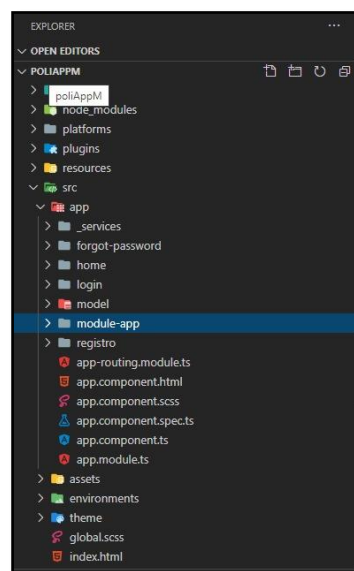 EXPLORER
...
OPEN EDITORS
POLIAPPM
poliAppM
node_modules
platforms
plugins
resources
src
app
_services
forgot-password
home
login
model
module-app
registro
app-routing.module.ts
app.component.html
app.component.scss
app.component.spec.ts
app.component.ts
app.module.ts
assets
environments
theme
global.scss
index.html